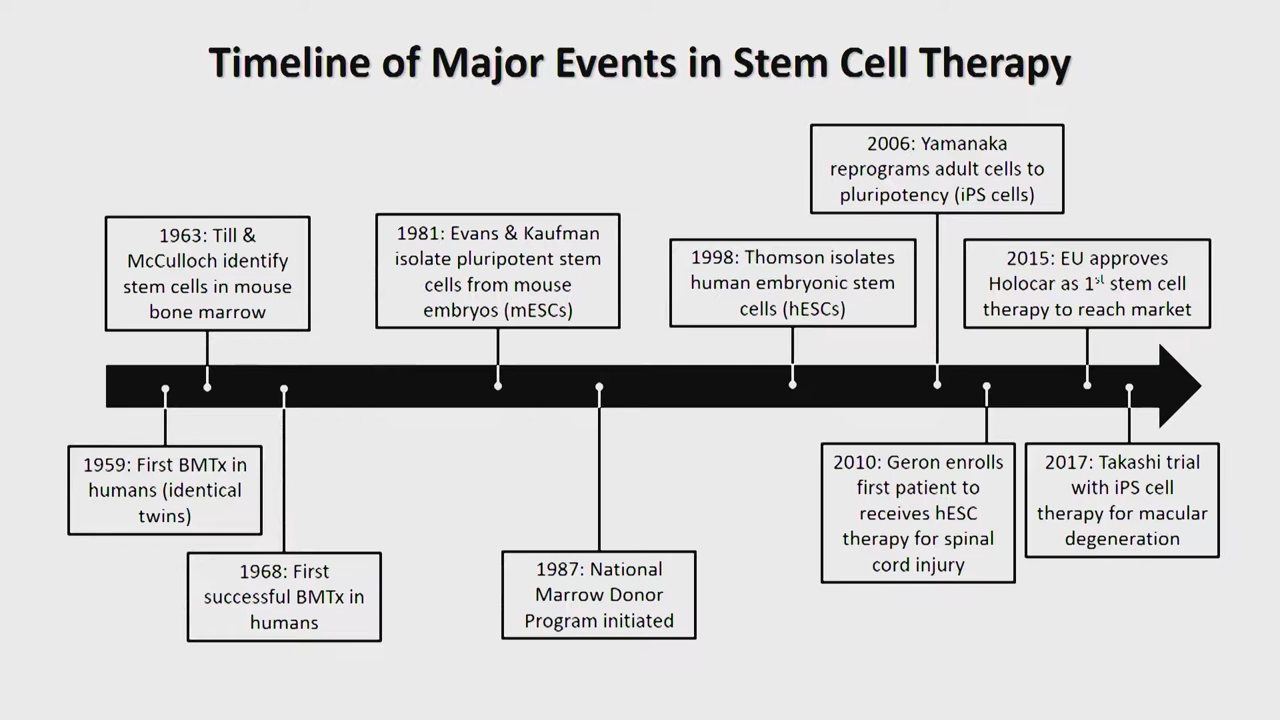 Timeline of Major Events in Stem Cell Therapy
2006: Yamanaka
reprograms adult cells to
pluripotency (iPS cells)
1963: Till &
McCulloch identify
stem cells in mouse
bone marrow
1981: Evans & Kaufman
isolate pluripotent stem
cells from mouse
embryos (mESCs)
1998: Thomson isolates
human embryonic stem
cells (hESCs)
2015: EU approves
Holocar as 1st stem cell
therapy to reach market
1959: First BMTx in
humans (identical
twins)
1968: First
successful BMTx in
humans
1987: National
Marrow Donor
Program initiated
2010: Geron enrolls
first patient to
receives hESC
therapy for spinal
cord injury
2017: Takashi trial
with iPS cell
therapy for macular
degeneration